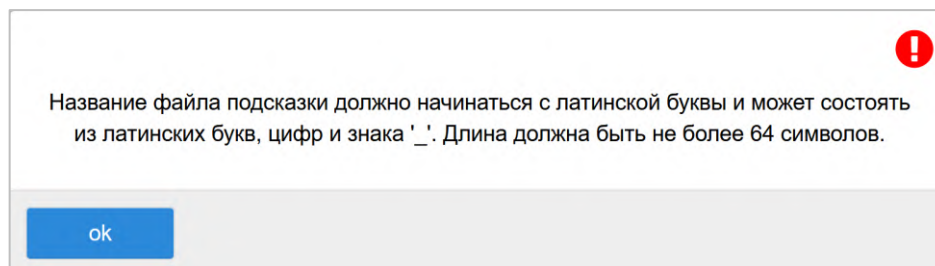 Название файла подсказки должно начинаться с латинской буквы и может состоять
из латинских букв, цифр и знака '_'. Длина должна быть не более 64 символов.
ok